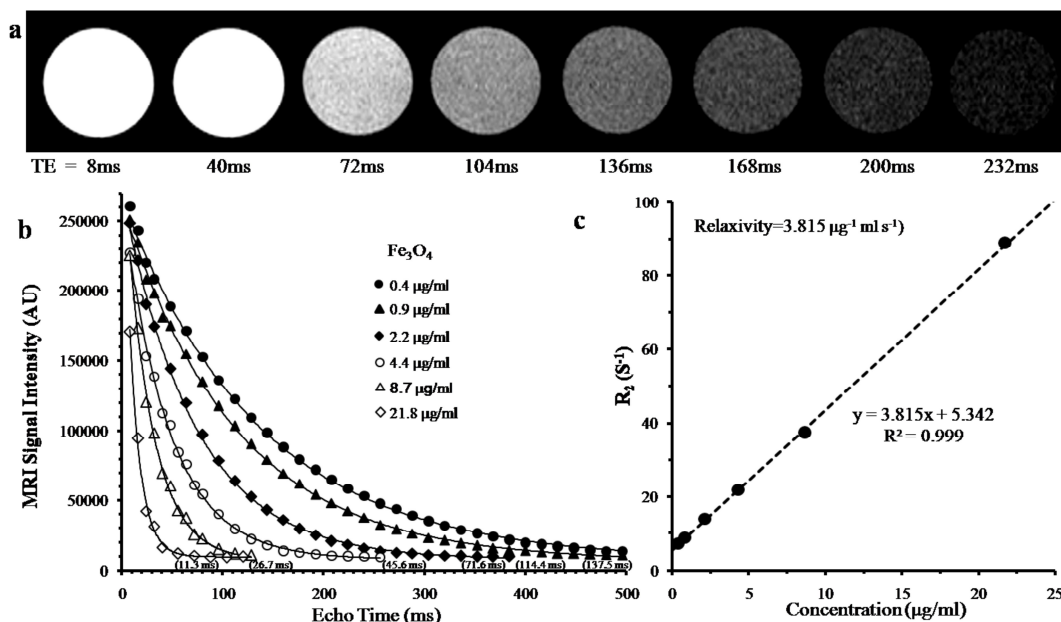 a
TE = 8ms 40ms 72ms 104ms 136ms 168ms 200ms 232ms
b
MRI Signal Intensity (AU)
250000
200000
150000
100000
50000
0
Fe₃O₄
0.4 µg/ml
0.9 µg/ml
2.2 µg/ml
4.4 µg/ml
8.7 µg/ml
21.8 µg/ml
(11.3 ms) (26.7 ms) (45.6 ms) (71.6 ms) (114.4 ms) (137.5 ms)
0 100 200 300 400 500
Echo Time (ms)
c
R₂ (S⁻¹)
100
80
60
40
20
0
Relaxivity=3.815 µg⁻¹ ml s⁻¹)
y = 3.815x + 5.342
R² = 0.999
0 5 10 15 20 25
Concentration (µg/ml)